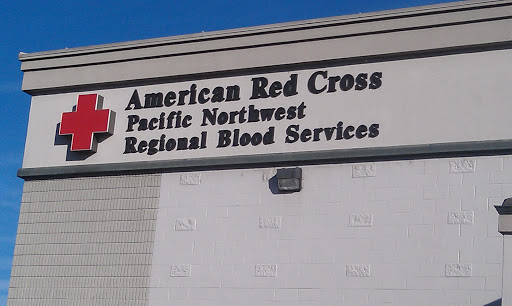 American Red Cross
Pacific Northwest
Regional Blood Services